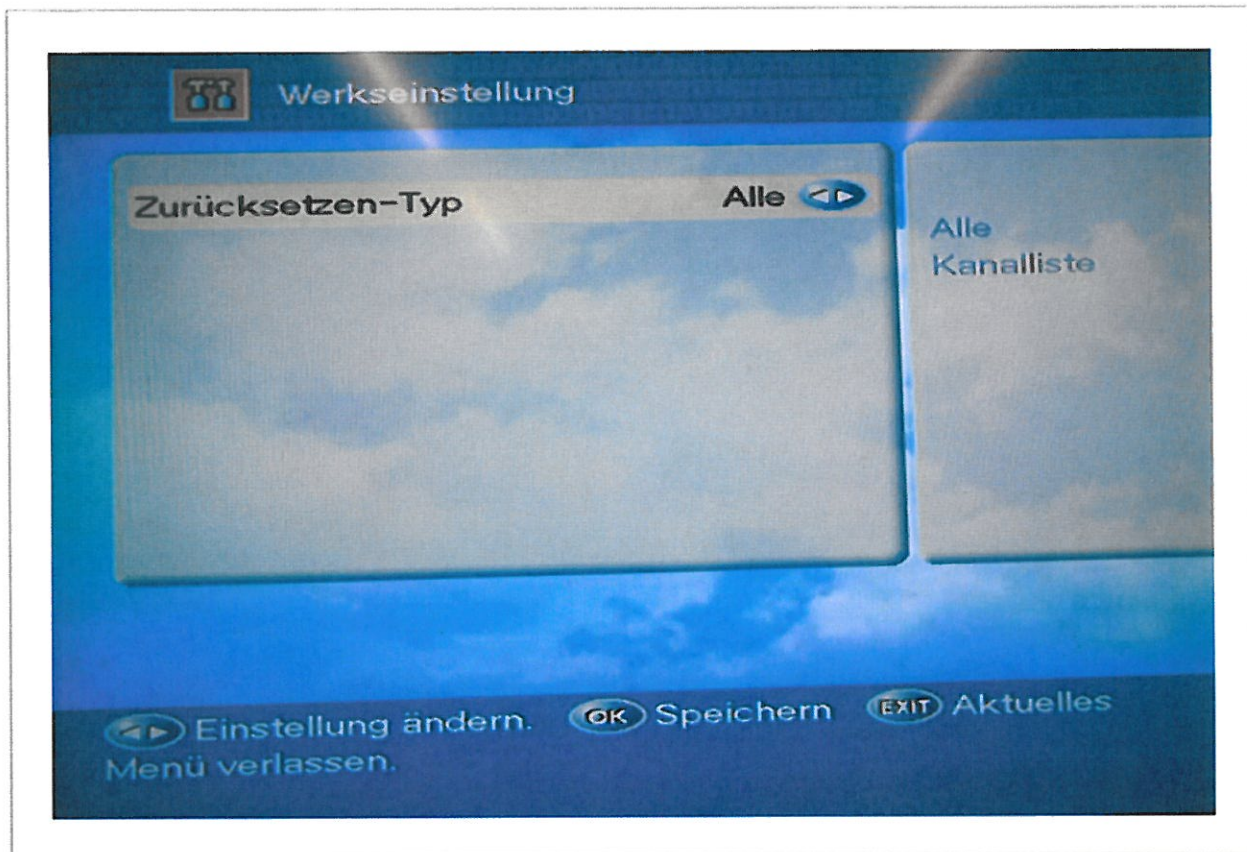 Werkseinstellung
Zurücksetzen-Typ Alle
Alle
Kanalliste
Einstellung ändern. OK Speichern EXIT Aktuelles
Menü verlassen.